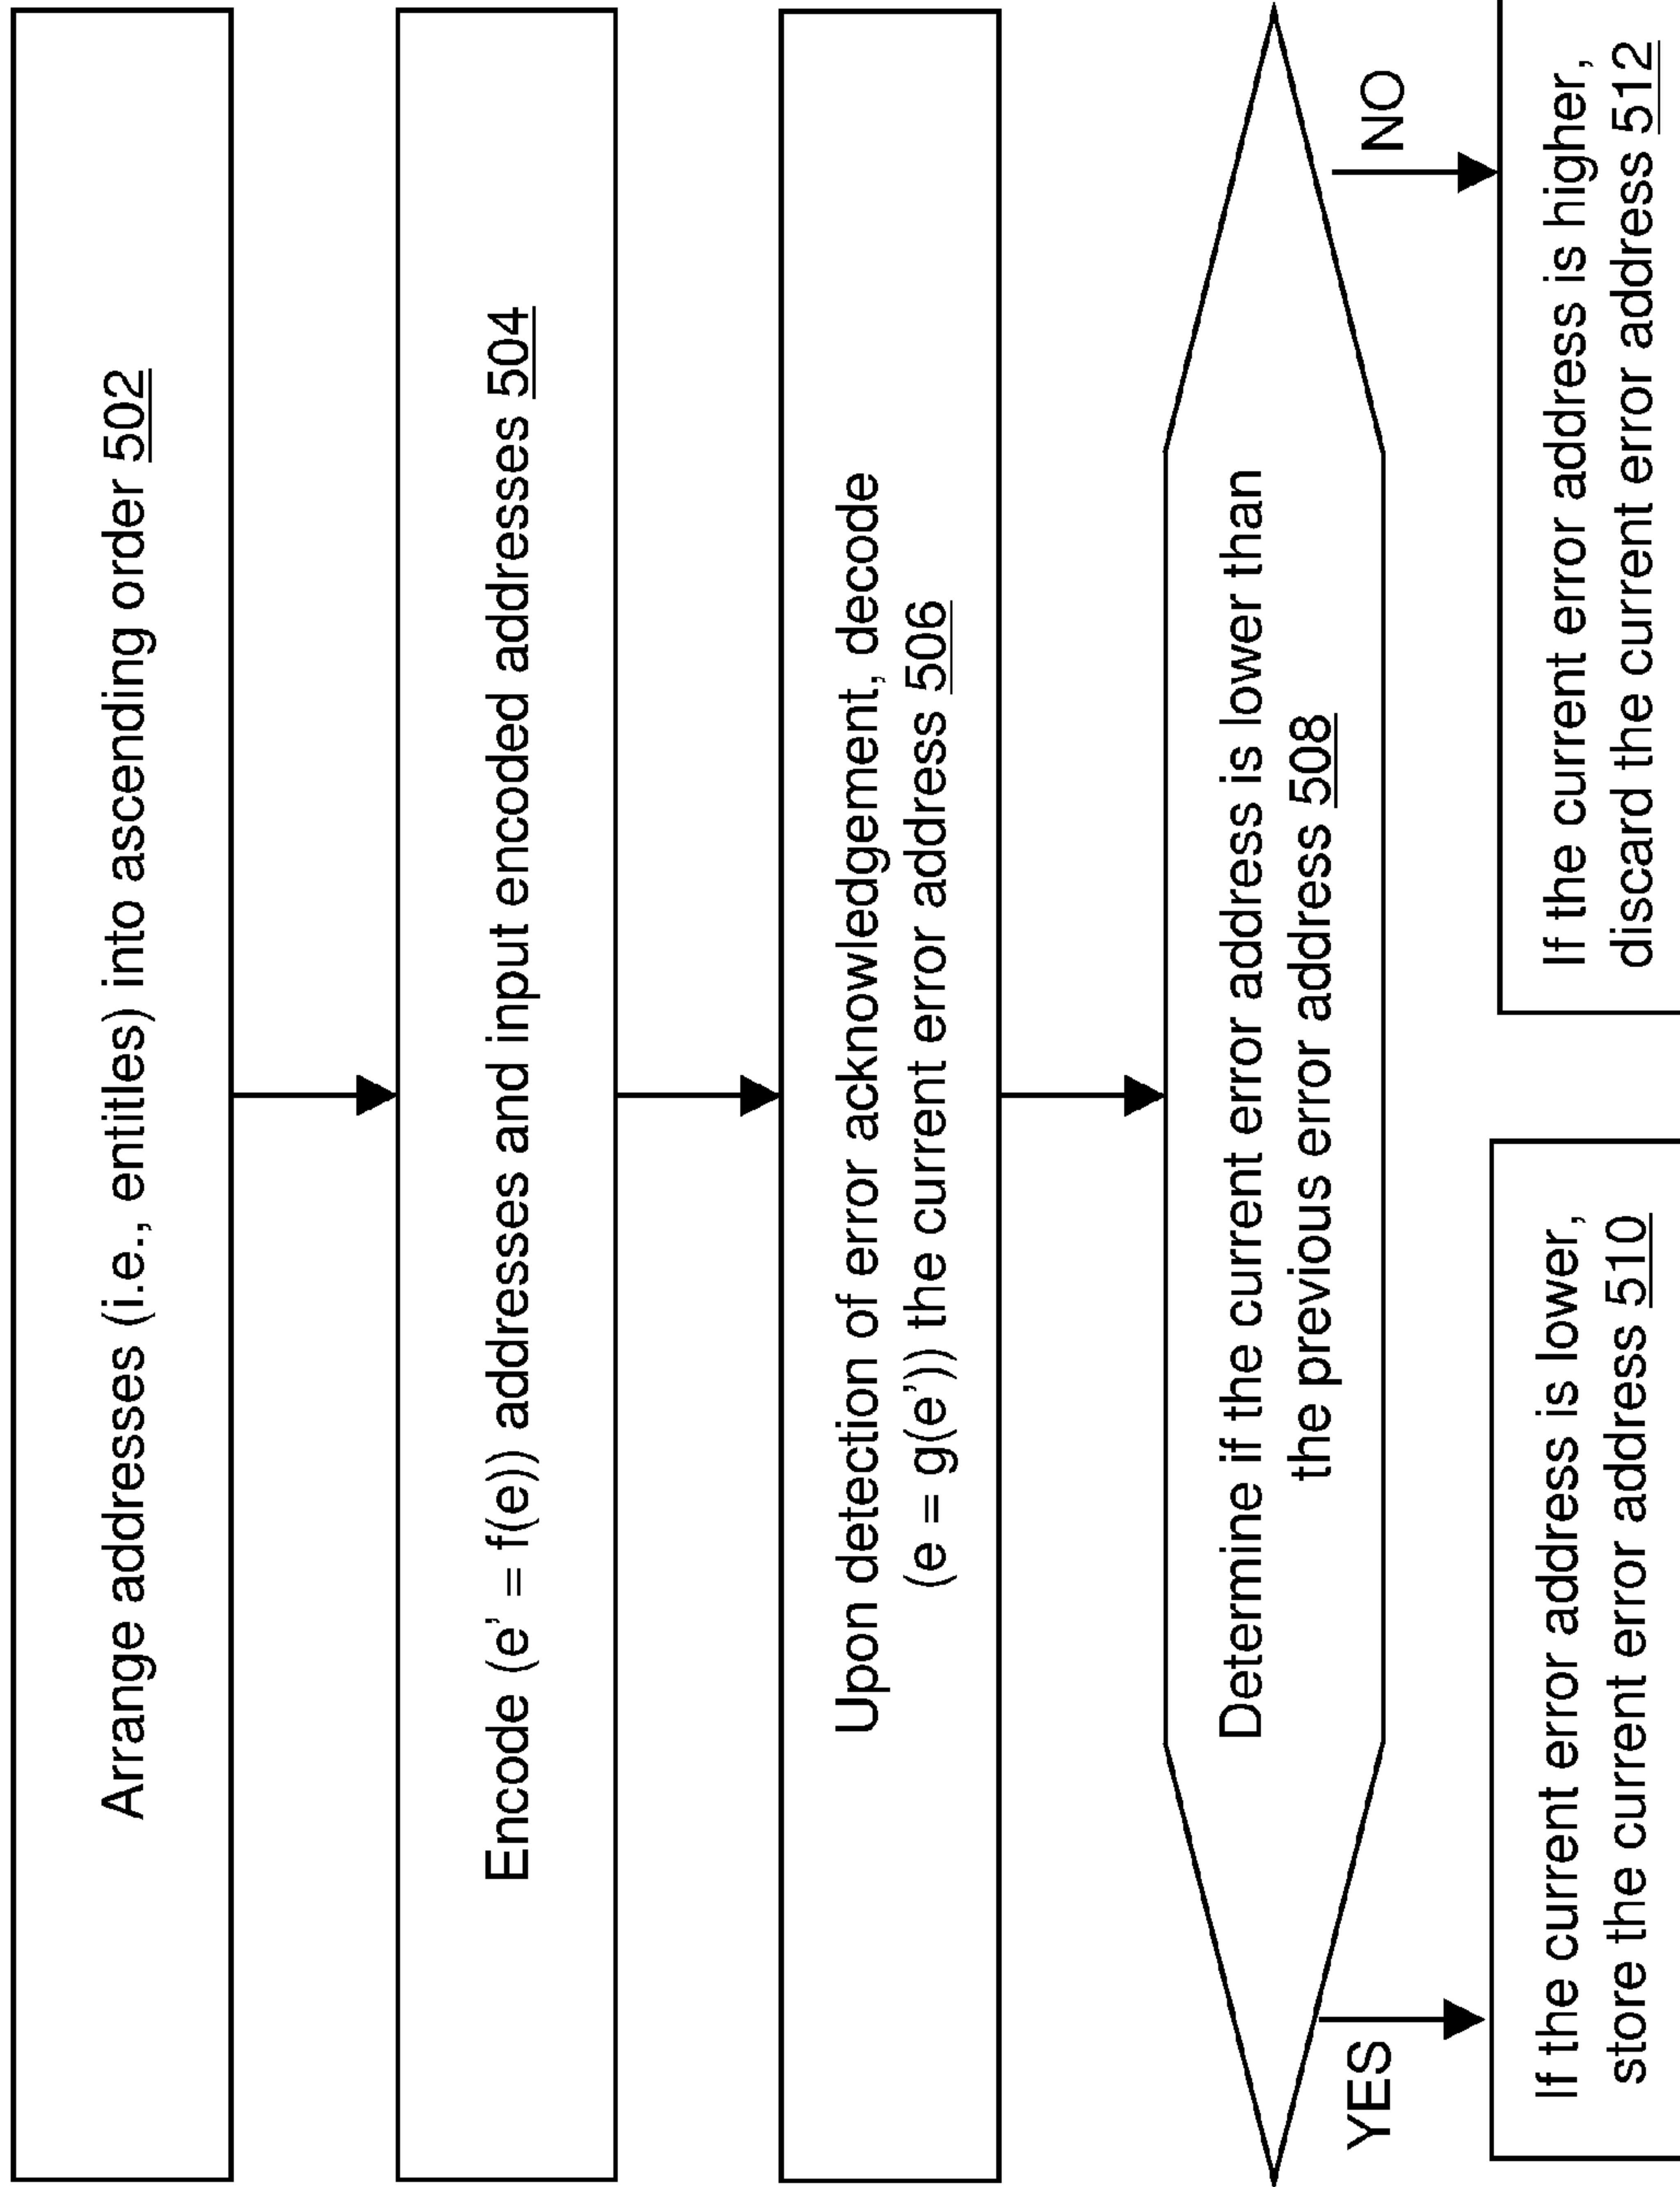 Arrange addresses (i.e., entitles) into ascending order 502
Encode (e' = f(e)) addresses and input encoded addresses 504
Upon detection of error acknowledgement, decode
(e = g(e')) the current error address 506
Determine if the current error address is lower than
the previous error address 508
YES
NO
If the current error address is lower,
store the current error address 510
If the current error address is higher,
discard the current error address 512